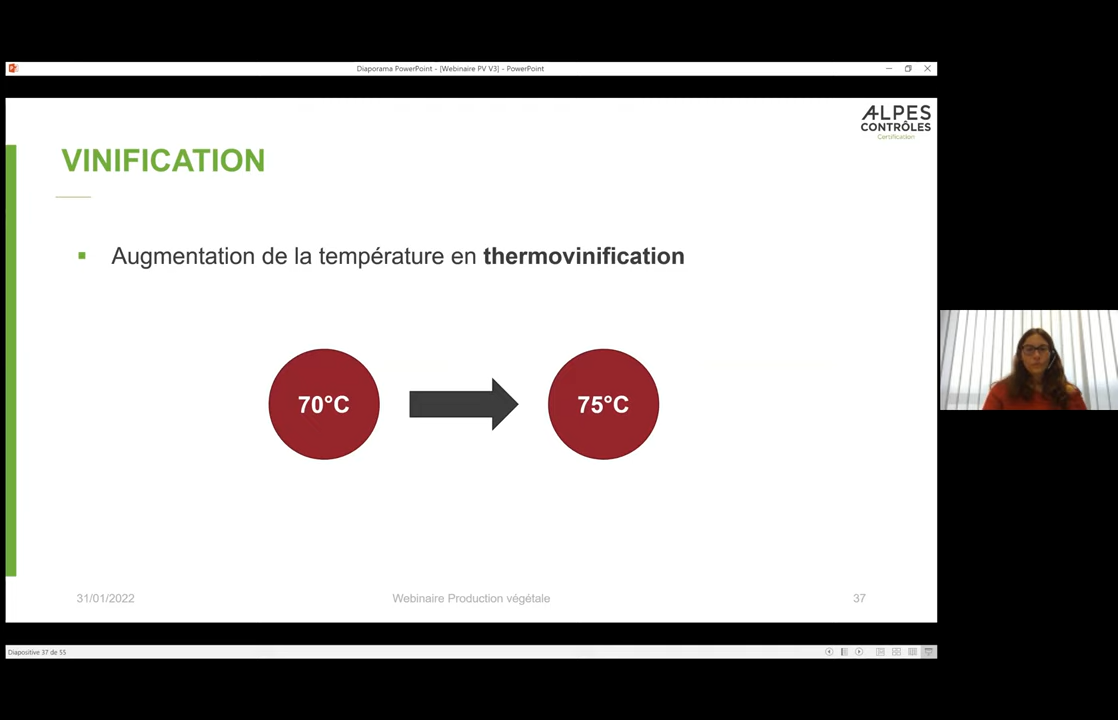 Diaporama PowerPoint - [Webinaire PV V3] - PowerPoint
ALPES
CONTRÔLES
Certification
VINIFICATION
Augmentation de la température en thermovinification
70°C
75°C
31/01/2022
Webinaire Production végétale
37
Diapositive 37 de 55